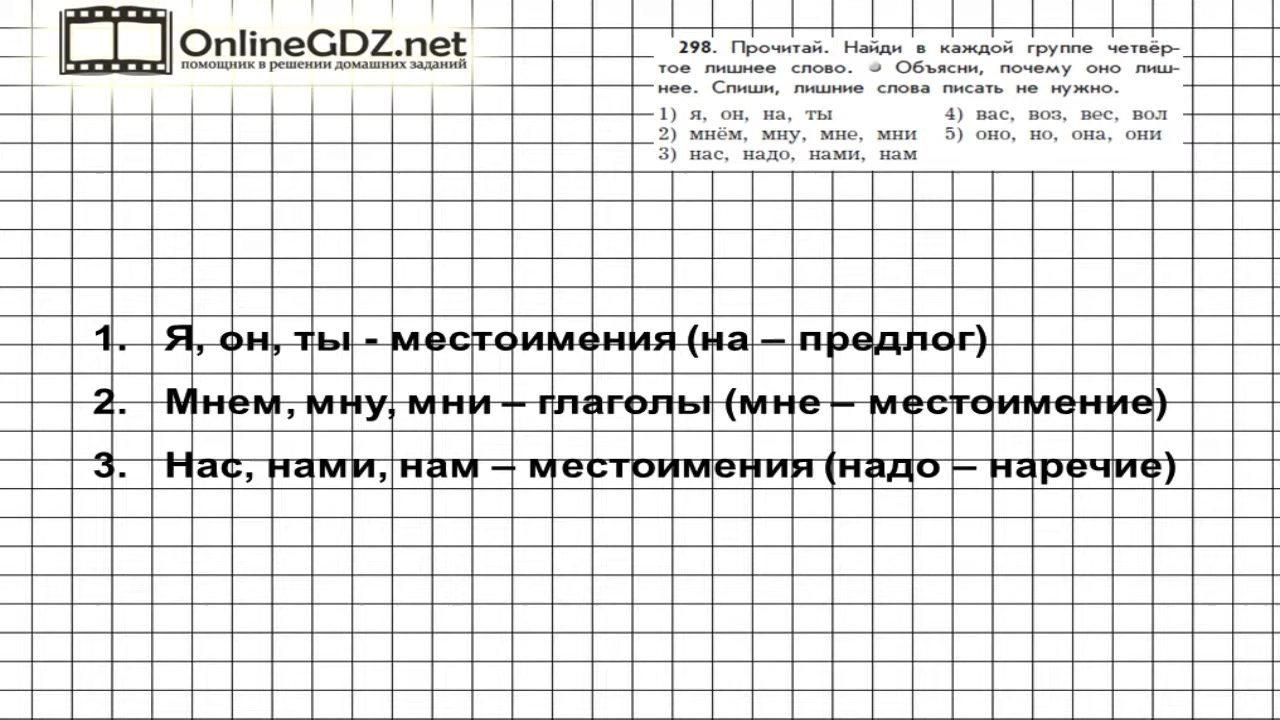 OnlineGDZ.net
помощник в решении домашних заданий
298. Прочитай. Найди в каждой группе четвёр-
тое лишнее слово. Объясни, почему оно лиш-
нее. Спиши, лишние слова писать не нужно.
1) я, он, на, ты
2) мнём, мну, мне, мни
3) нас, надо, нами, нам
4) вас, воз, вес, вол
5) оно, но, она, они
1. Я, он, ты - местоимения (на – предлог)
2. Мнем, мну, мни – глаголы (мне – местоимение)
3. Нас, нами, нам – местоимения (надо – наречие)